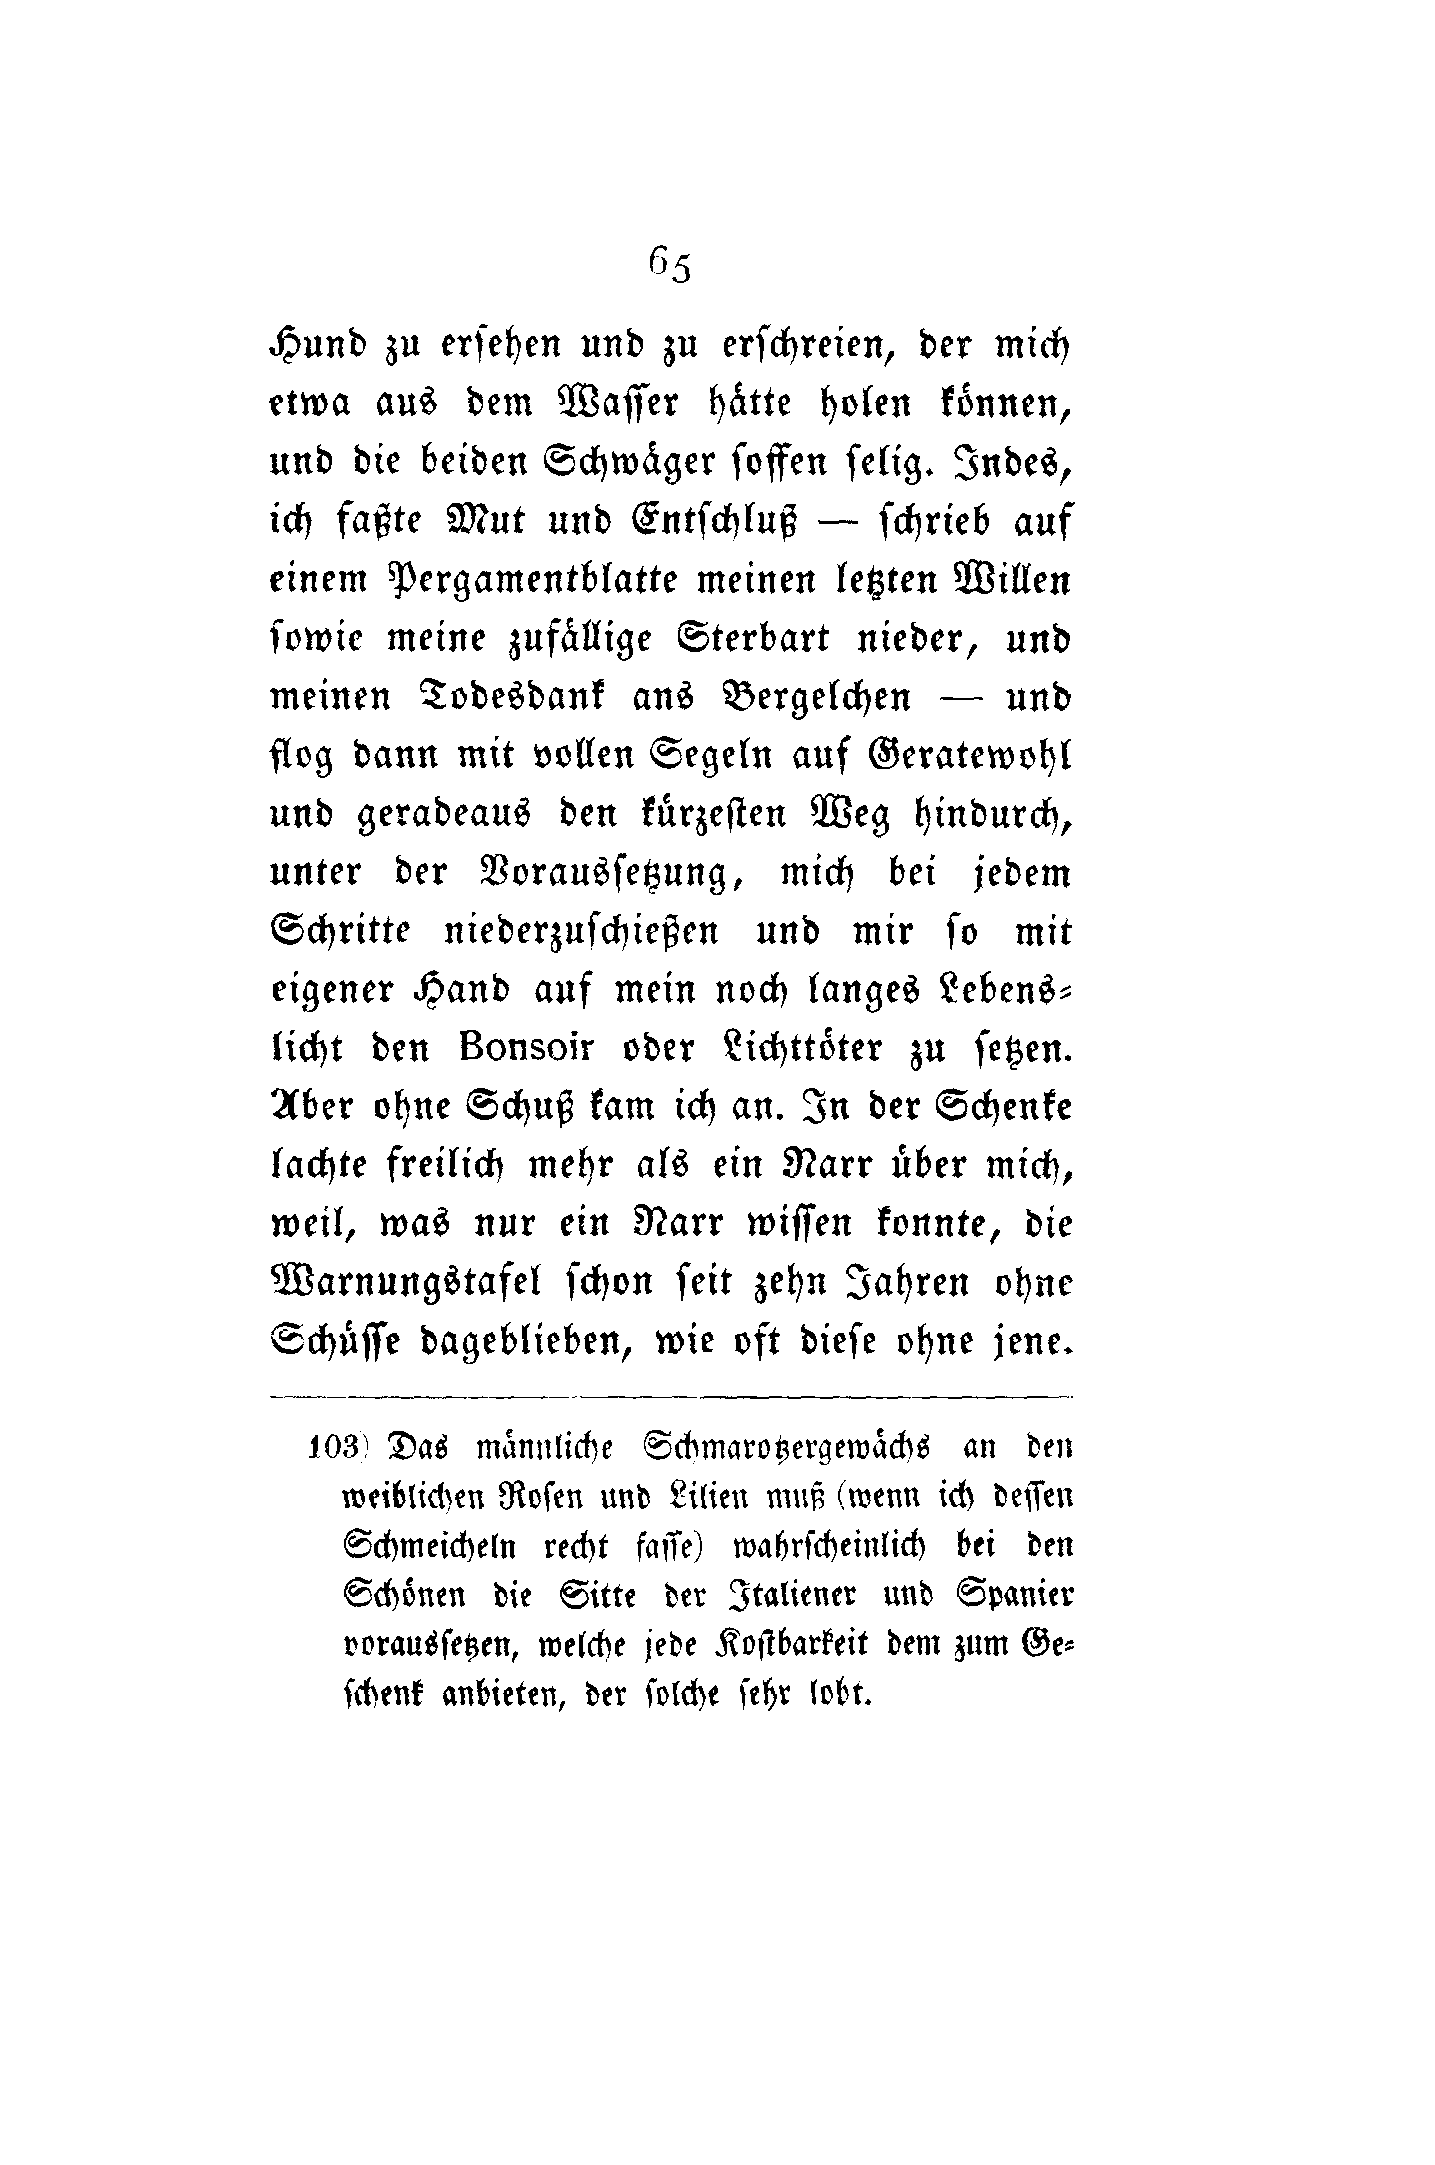 65
Hund zu ersehen und zu erschreien, der mich
etwa aus dem Wasser hätte holen können,
und die beiden Schwäger soffen selig. Indes,
ich faßte Mut und Entschluß — schrieb auf
einem Pergamentblatte meinen letzten Willen
sowie meine zufällige Sterbart nieder, und
meinen Todesdank ans Bergelchen — und
flog dann mit vollen Segeln auf Geratewohl
und geradeaus den kürzesten Weg hindurch,
unter der Voraussetzung, mich bei jedem
Schritte niederzuschießen und mir so mit
eigener Hand auf mein noch langes Lebens-
licht den Bonsoir oder Lichttöter zu setzen.
Aber ohne Schuß kam ich an. In der Schenke
lachte freilich mehr als ein Narr über mich,
weil, was nur ein Narr wissen konnte, die
Warnungstafel schon seit zehn Jahren ohne
Schüsse dageblieben, wie oft diese ohne jene.
103) Das männliche Schmarotzergewächs an den
weiblichen Rosen und Lilien muß (wenn ich dessen
Schmeicheln recht fasse) wahrscheinlich bei den
Schönen die Sitte der Italiener und Spanier
voraussetzen, welche jede Kostbarkeit dem zum Ge-
schenk anbieten, der solche sehr lobt.